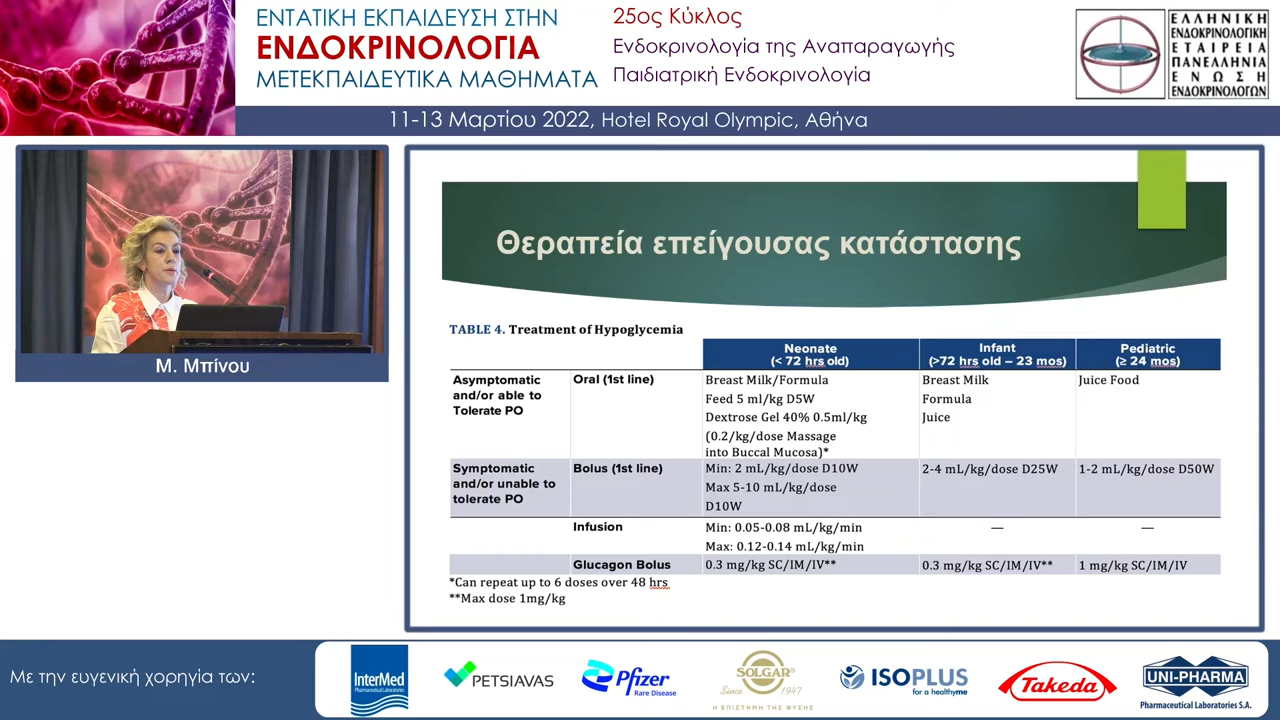 ΕΝΤΑΤΙΚΗ ΕΚΠΑΙΔΕΥΣΗ ΣΤΗΝ
ΕΝΔΟΚΡΙΝΟΛΟΓΙΑ
ΜΕΤΕΚΠΑΙΔΕΥΤΙΚΑ ΜΑΘΗΜΑΤΑ
25ος Κύκλος
Ενδοκρινολογία της Αναπαραγωγής
Παιδιατρική Ενδοκρινολογία
ΕΛΛΗΝΙΚΗ
ΕΝΔΟΚΡΙΝΟΛΟΓΙΚΗ
ΕΤΑΙΡΕΙΑ
ΠΑΝΕΛΛΗΝΙΑ
ΕΝΩΣΗ
ΕΝΔΟΚΡΙΝΟΛΟΓΩΝ
11-13 Μαρτίου 2022, Hotel Royal Olympic, Αθήνα
Μ. Μπίνου
Θεραπεία επείγουσας κατάστασης
TABLE 4. Treatment of Hypoglycemia
Neonate (< 72 hrs old)
Infant (>72 hrs old – 23 mos)
Pediatric (≥ 24 mos)
Asymptomatic and/or able to Tolerate PO
Oral (1st line)
Breast Milk/Formula
Feed 5 ml/kg D5W
Dextrose Gel 40% 0.5ml/kg
(0.2/kg/dose Massage
into Buccal Mucosa)*
Breast Milk
Formula
Juice
Juice Food
Symptomatic and/or unable to tolerate PO
Bolus (1st line)
Min: 2 mL/kg/dose D10W
Max 5-10 mL/kg/dose
D10W
2-4 mL/kg/dose D25W
1-2 mL/kg/dose D50W
Infusion
Min: 0.05-0.08 mL/kg/min
Max: 0.12-0.14 mL/kg/min
—
—
Glucagon Bolus
0.3 mg/kg SC/IM/IV**
0.3 mg/kg SC/IM/IV**
1 mg/kg SC/IM/IV
*Can repeat up to 6 doses over 48 hrs
**Max dose 1mg/kg
Με την ευγενική χορηγία των:
InterMed
Pharmaceutical Laboratories
PETSIAVAS
Pfizer
Rare Disease
SOLGAR®
Since 1947
Η ΕΠΙΣΤΗΜΗ ΤΗΣ ΦΥΣΗΣ
ISOPLUS
for a healthyme
Takeda
UNI-PHARMA
Pharmaceutical Laboratories S.A.